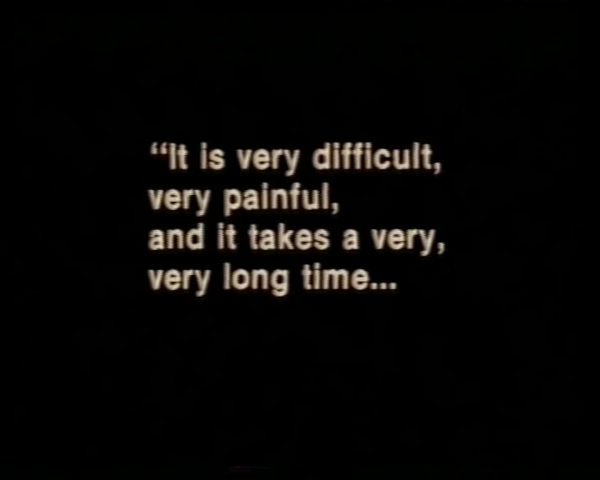 “It is very difficult,
very painful,
and it takes a very,
very long time...